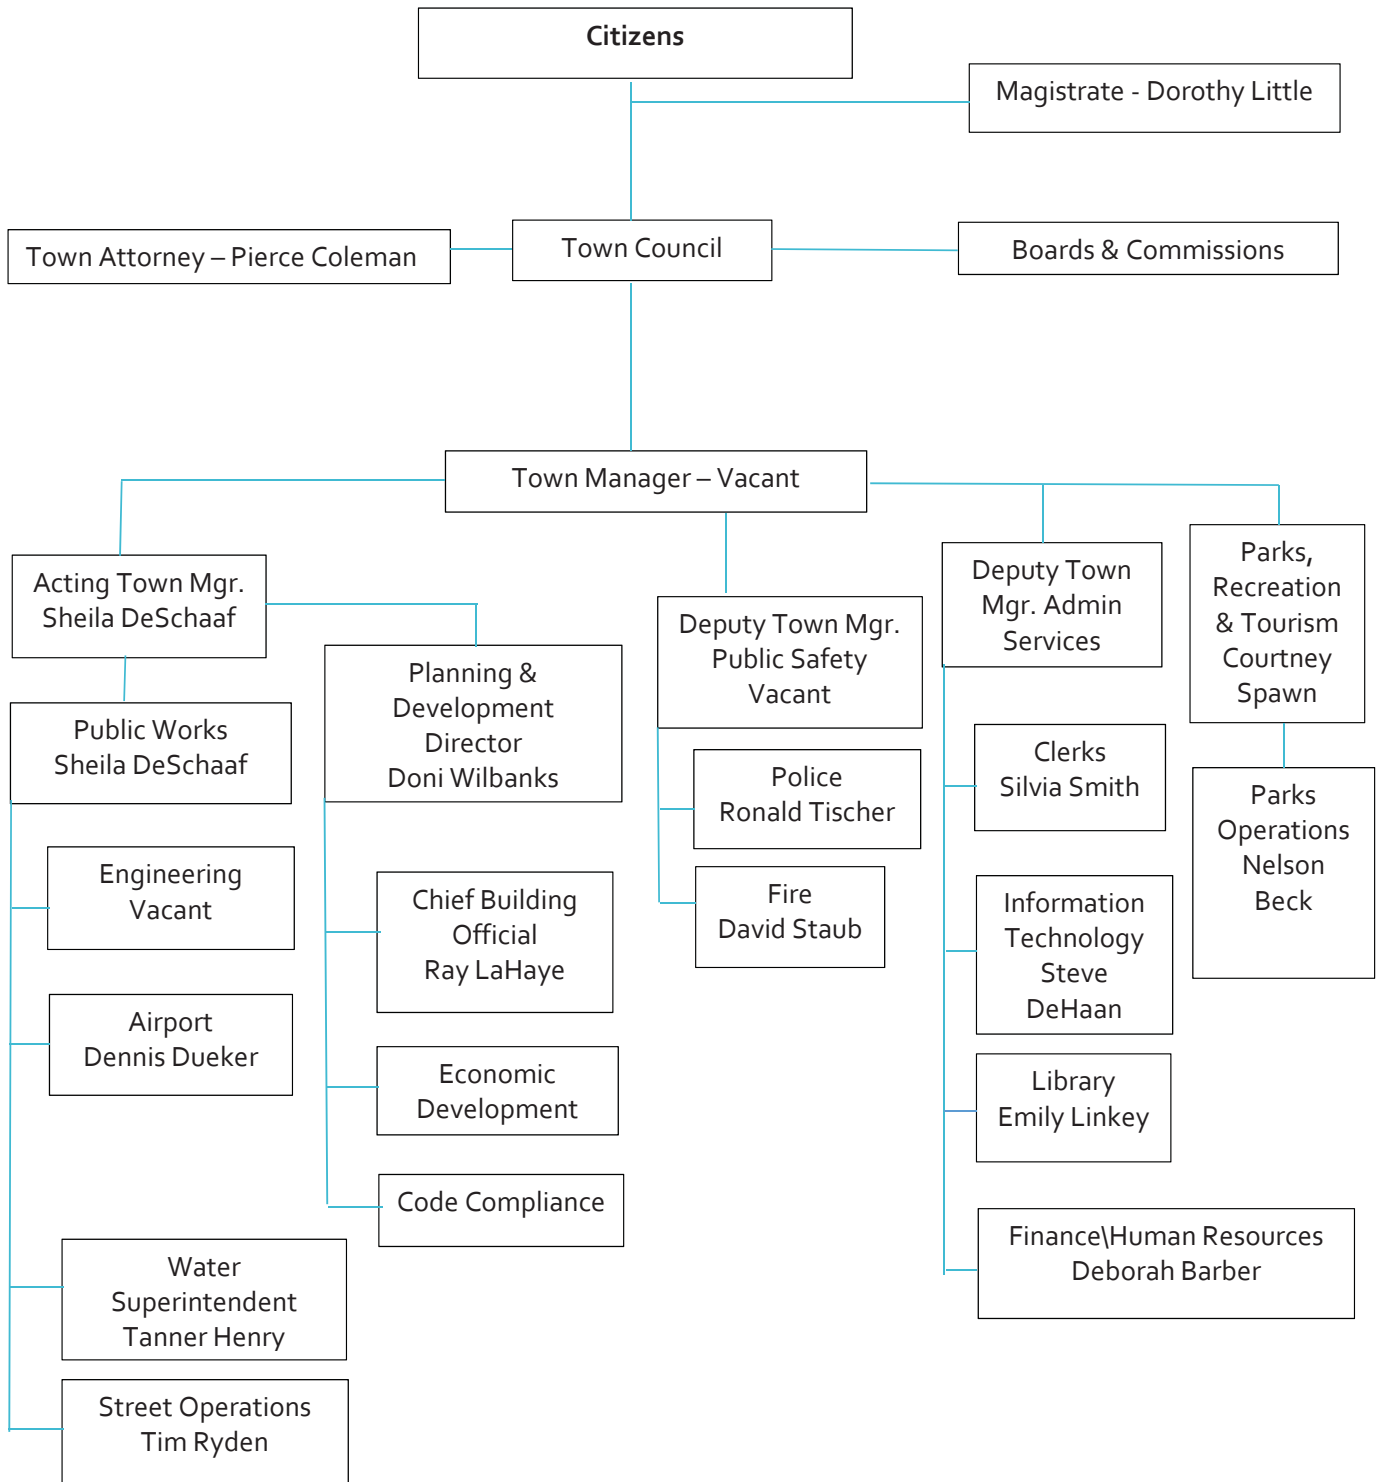 Citizens
Magistrate - Dorothy Little
Town Attorney – Pierce Coleman
Town Council
Boards & Commissions
Town Manager – Vacant
Acting Town Mgr.
Sheila DeSchaaf
Public Works
Sheila DeSchaaf
Engineering
Vacant
Airport
Dennis Dueker
Water
Superintendent
Tanner Henry
Street Operations
Tim Ryden
Planning &
Development
Director
Doni Wilbanks
Chief Building
Official
Ray LaHaye
Economic
Development
Code Compliance
Deputy Town Mgr.
Public Safety
Vacant
Police
Ronald Tischer
Fire
David Staub
Deputy Town
Mgr. Admin
Services
Clerks
Silvia Smith
Information
Technology
Steve
DeHaan
Library
Emily Linkey
Finance\Human Resources
Deborah Barber
Parks,
Recreation
& Tourism
Courtney
Spawn
Parks
Operations
Nelson
Beck